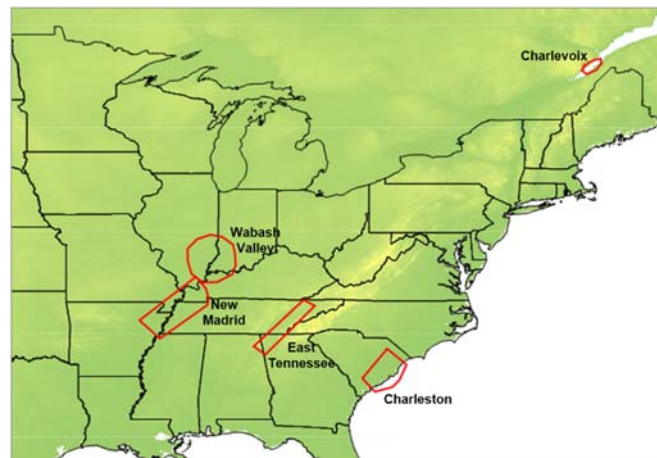 Charlevoix
Wabash
Valley
New
Madrid
East
Tennessee
Charleston